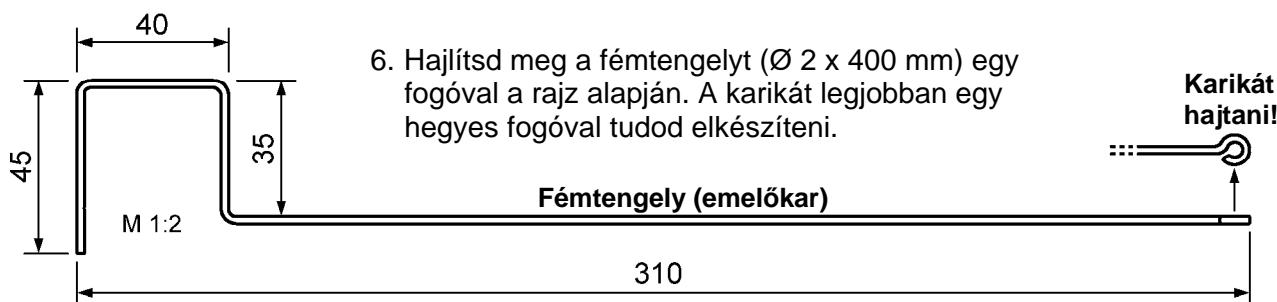 40
6. Hajlítsd meg a fémtengelyt (Ø 2 x 400 mm) egy
fogóval a rajz alapján. A karikát legjobban egy
hegyes fogóval tudod elkészíteni.
Karikát
hajtani!
45
35
M 1:2
Fémtengely (emelőkar)
310